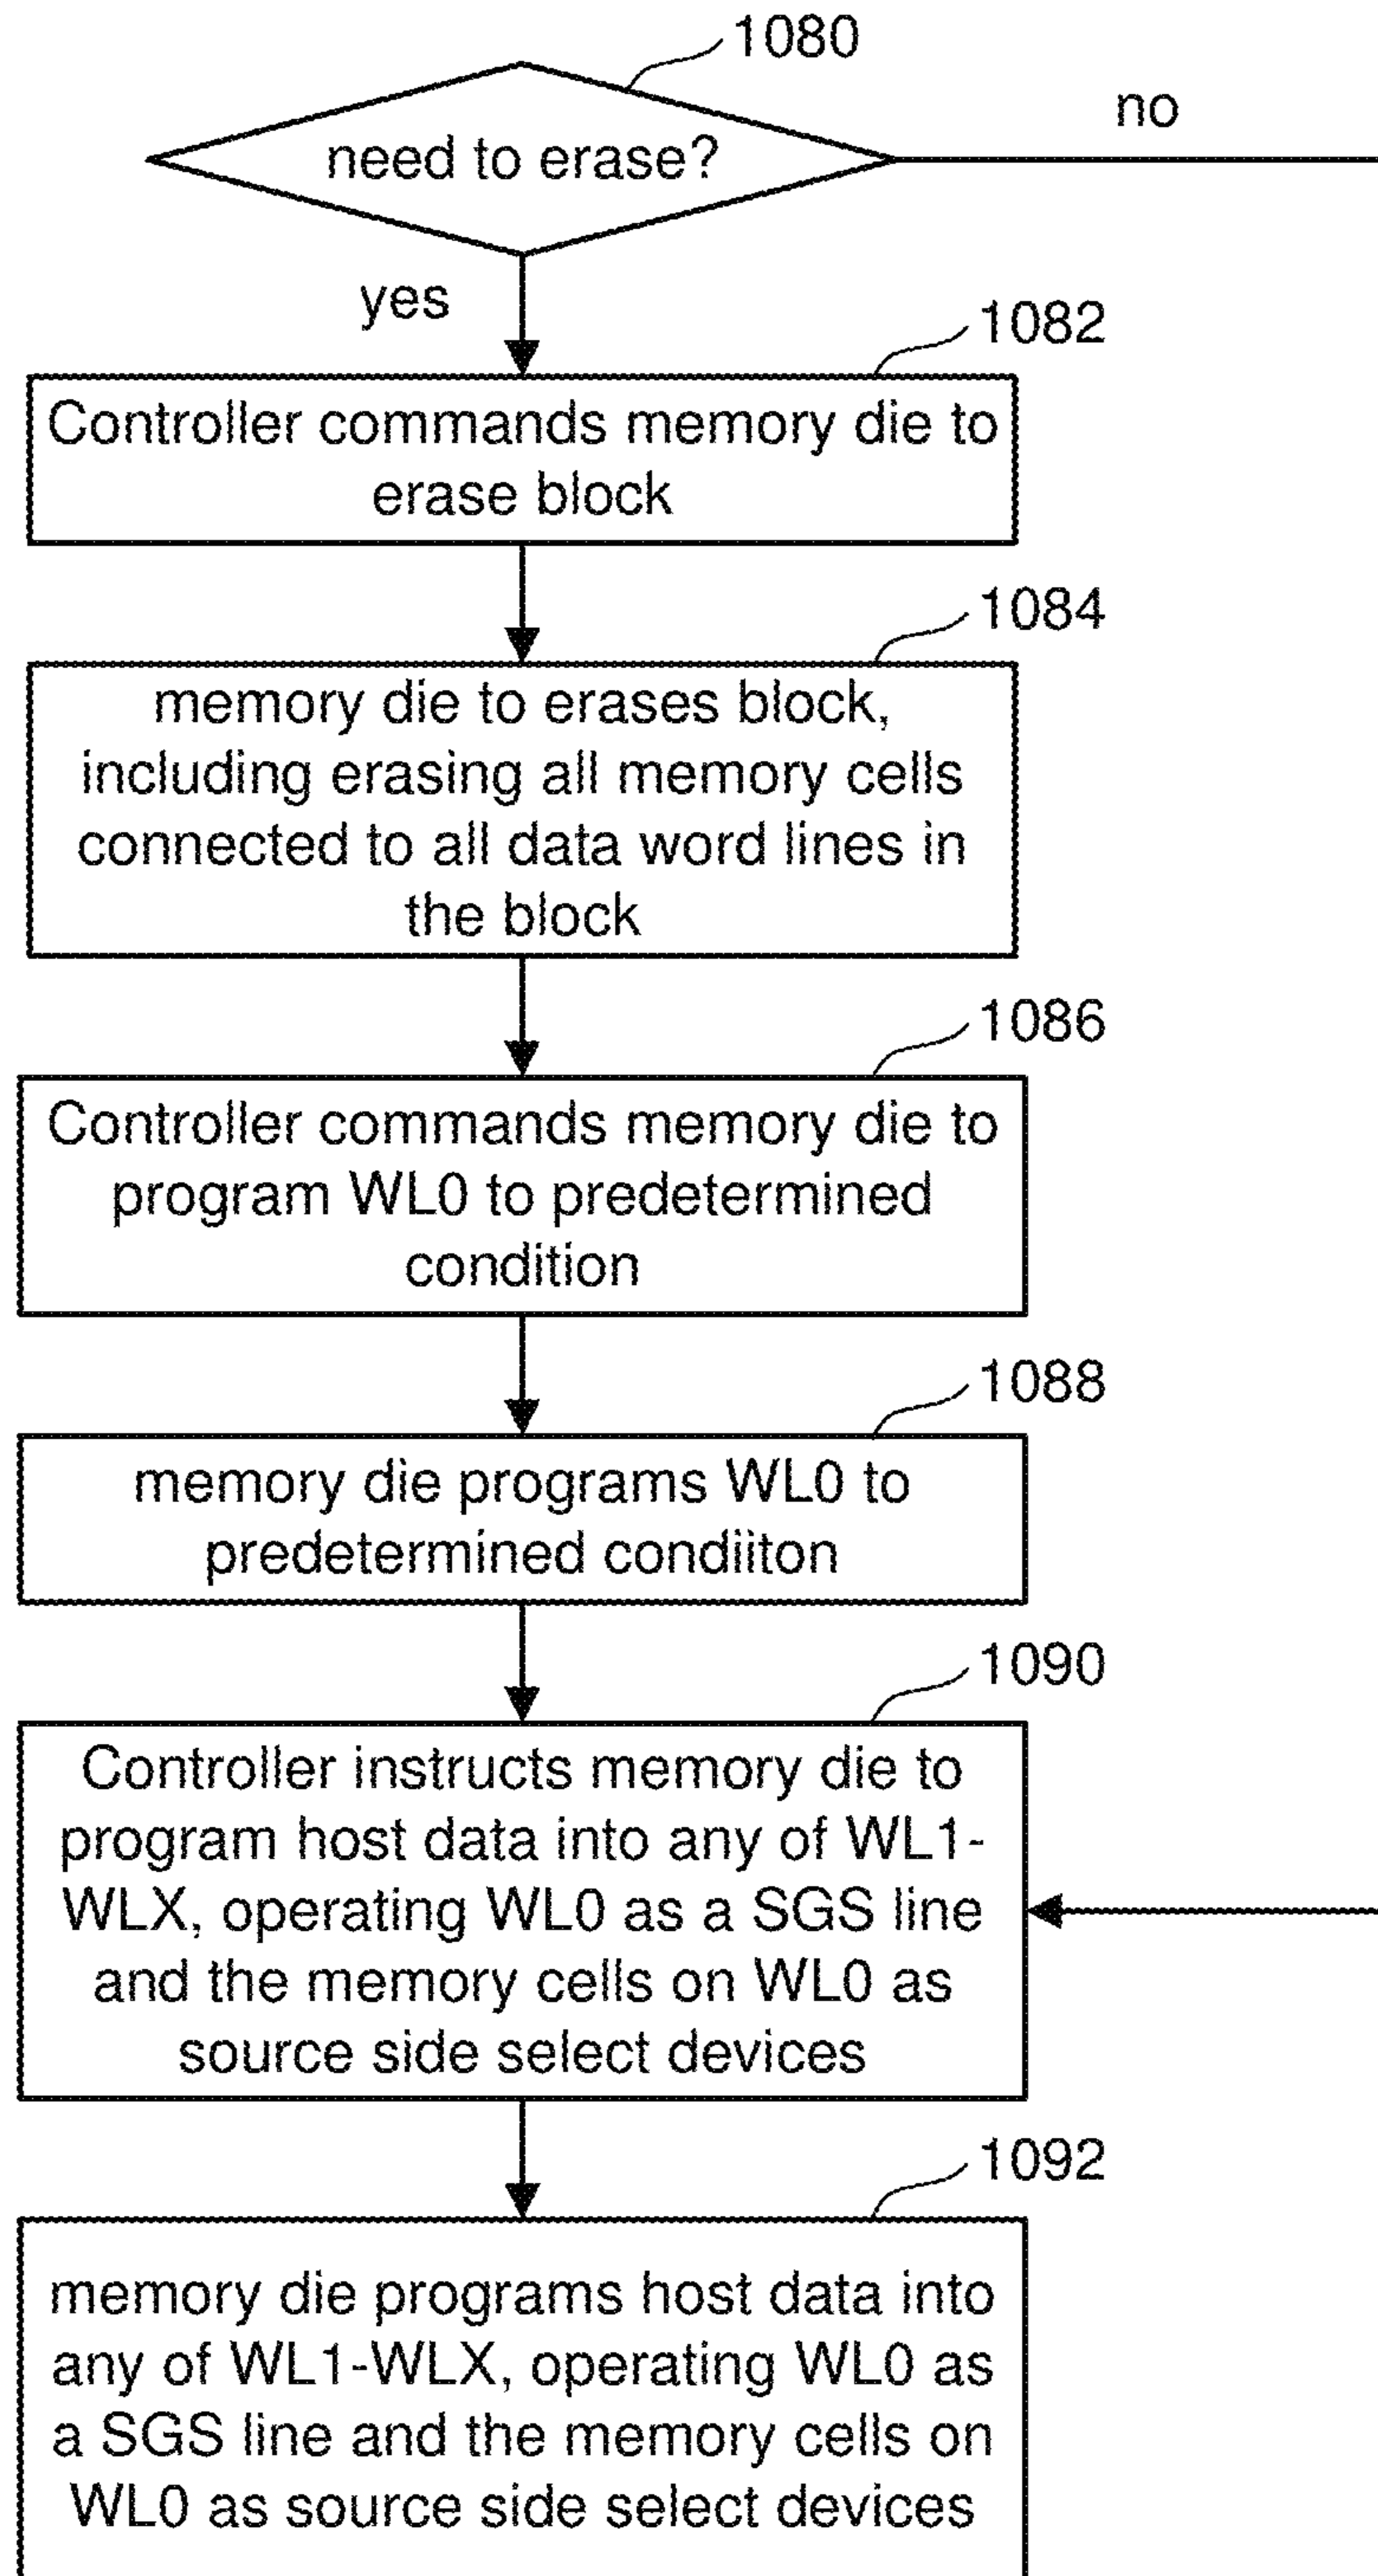 1080
no
need to erase?
yes
1082
Controller commands memory die to
erase block
1084
memory die to erases block,
including erasing all memory cells
connected to all data word lines in
the block
1086
Controller commands memory die to
program WL0 to predetermined
condition
1088
memory die programs WL0 to
predetermined condiiton
1090
Controller instructs memory die to
program host data into any of WL1-
WLX, operating WL0 as a SGS line
and the memory cells on WL0 as
source side select devices
1092
memory die programs host data into
any of WL1-WLX, operating WL0 as
a SGS line and the memory cells on
WL0 as source side select devices